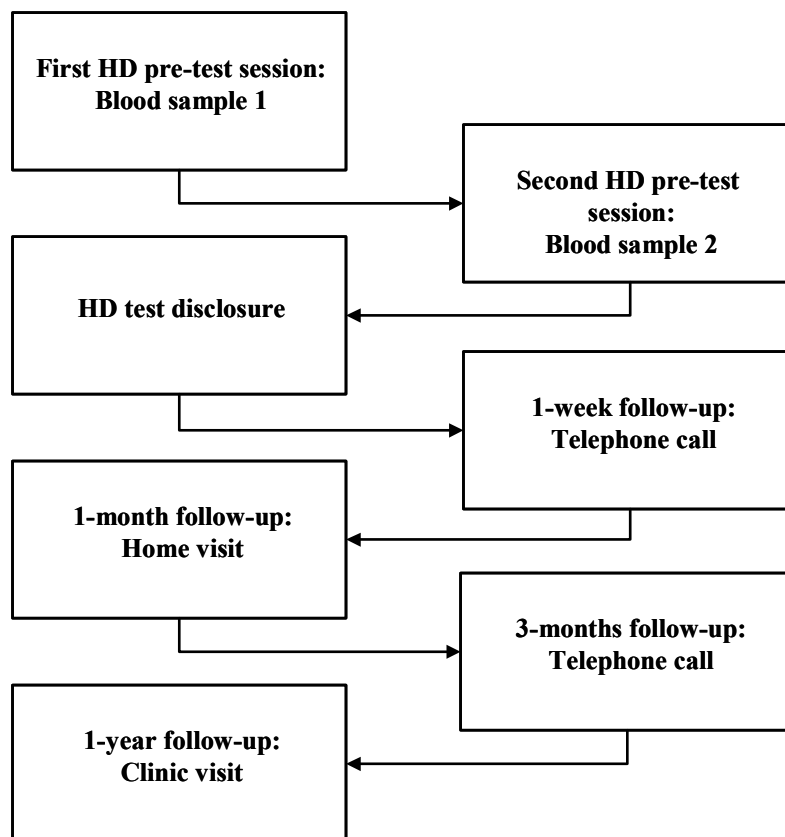 First HD pre-test session:
Blood sample 1
Second HD pre-test
session:
Blood sample 2
HD test disclosure
1-week follow-up:
Telephone call
1-month follow-up:
Home visit
3-months follow-up:
Telephone call
1-year follow-up:
Clinic visit